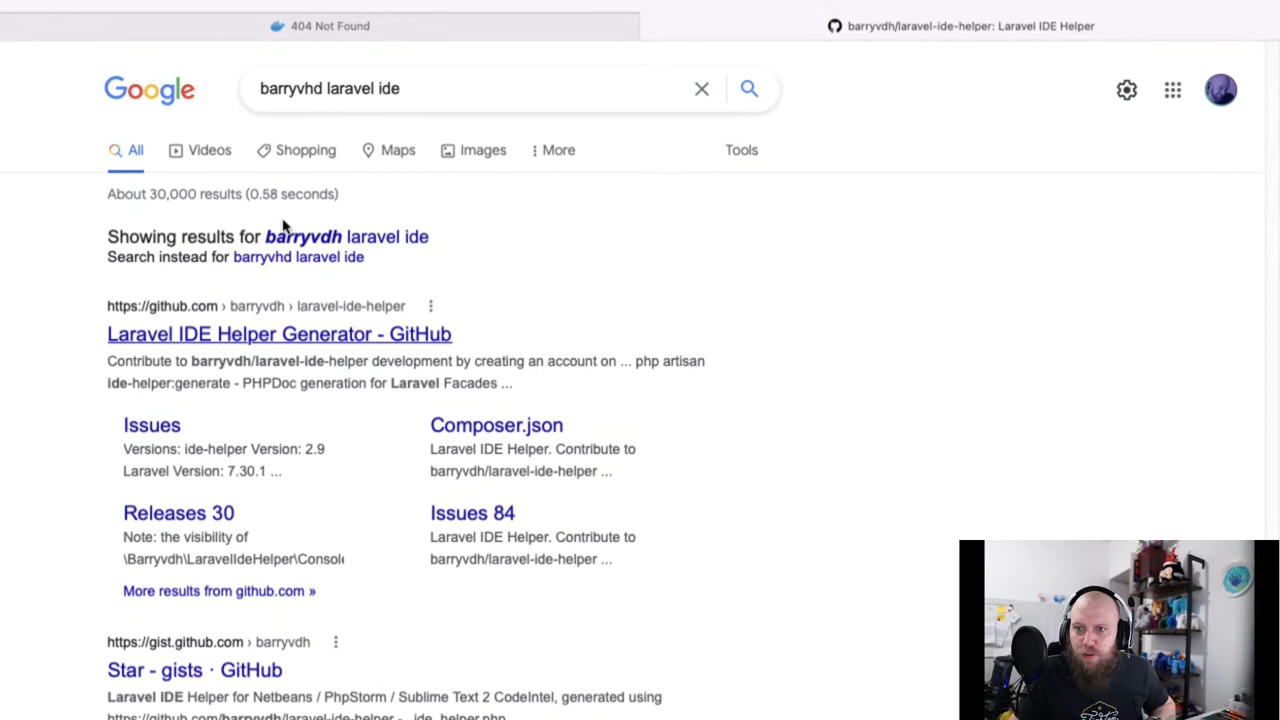 404 Not Found
barryvdh/laravel-ide-helper: Laravel IDE Helper
Google
barryvhd laravel ide
All
Videos
Shopping
Maps
Images
More
Tools
About 30,000 results (0.58 seconds)
Showing results for barryvdh laravel ide
Search instead for barryvhd laravel ide
https://github.com › barryvdh › laravel-ide-helper
Laravel IDE Helper Generator - GitHub
Contribute to barryvdh/laravel-ide-helper development by creating an account on ... php artisan
ide-helper:generate - PHPDoc generation for Laravel Facades ...
Issues
Versions: ide-helper Version: 2.9
Laravel Version: 7.30.1 ...
Composer.json
Laravel IDE Helper. Contribute to
barryvdh/laravel-ide-helper ...
Releases 30
Note: the visibility of
\Barryvdh\LaravelIdeHelper\Console
Issues 84
Laravel IDE Helper. Contribute to
barryvdh/laravel-ide-helper ...
More results from github.com »
https://gist.github.com › barryvdh
Star - gists · GitHub
Laravel IDE Helper for Netbeans / PhpStorm / Sublime Text 2 CodeIntel, generated using
https://github.com/barryvdh/laravel-ide-helper - _ide_helper.php